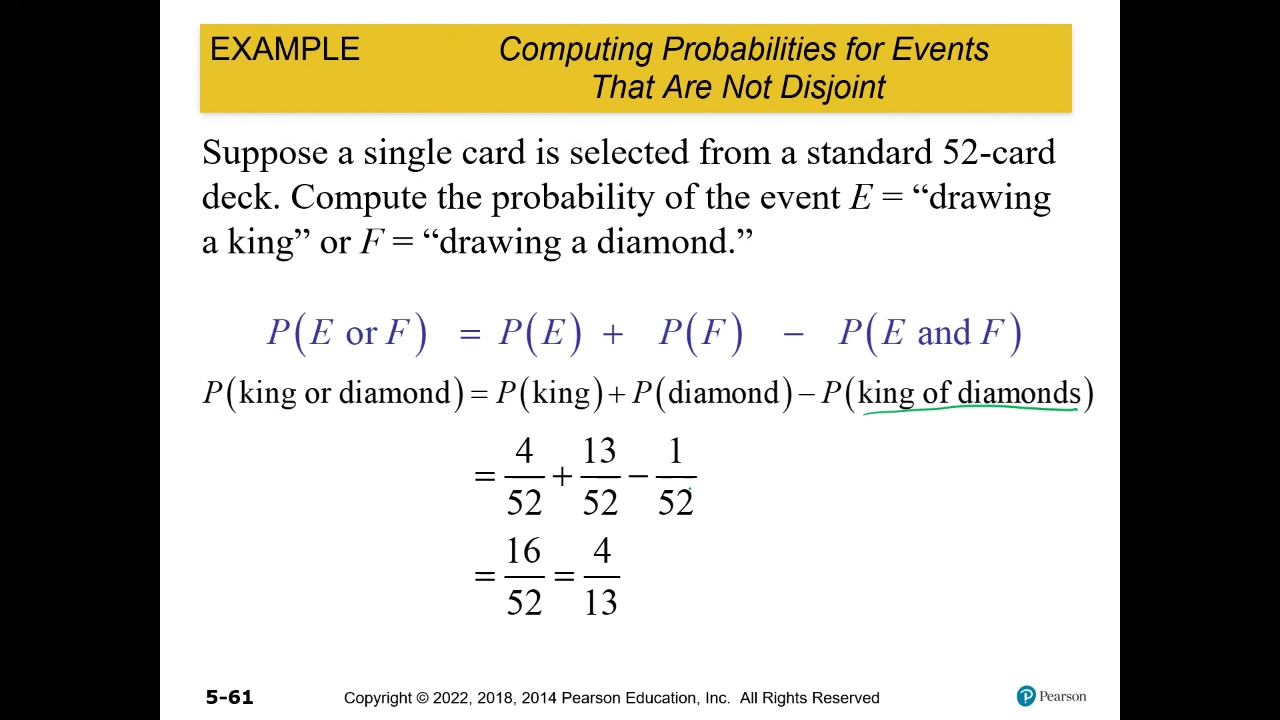 EXAMPLE Computing Probabilities for Events
That Are Not Disjoint
Suppose a single card is selected from a standard 52-card
deck. Compute the probability of the event E = “drawing
a king” or F = “drawing a diamond.”
P(E or F) = P(E) + P(F) − P(E and F)
P(king or diamond) = P(king) + P(diamond) − P(king of diamonds)
= 4/52 + 13/52 − 1/52
= 16/52 = 4/13
5-61 Copyright © 2022, 2018, 2014 Pearson Education, Inc. All Rights Reserved P Pearson